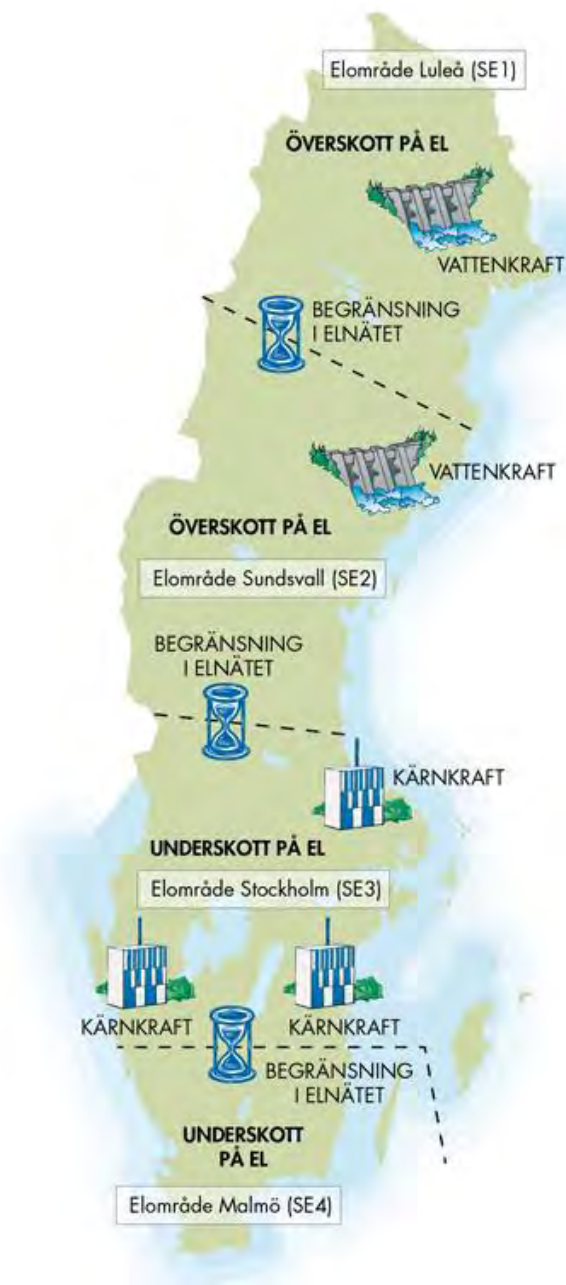 Elområde Luleå (SE1)
ÖVERSKOTT PÅ EL
VATTENKRAFT
BEGRÄNSNING
I ELNÄTET
VATTENKRAFT
ÖVERSKOTT PÅ EL
Elområde Sundsvall (SE2)
BEGRÄNSNING
I ELNÄTET
KÄRNKRAFT
UNDERSKOTT PÅ EL
Elområde Stockholm (SE3)
KÄRNKRAFT
KÄRNKRAFT
BEGRÄNSNING
I ELNÄTET
UNDERSKOTT
PÅ EL
Elområde Malmö (SE4)